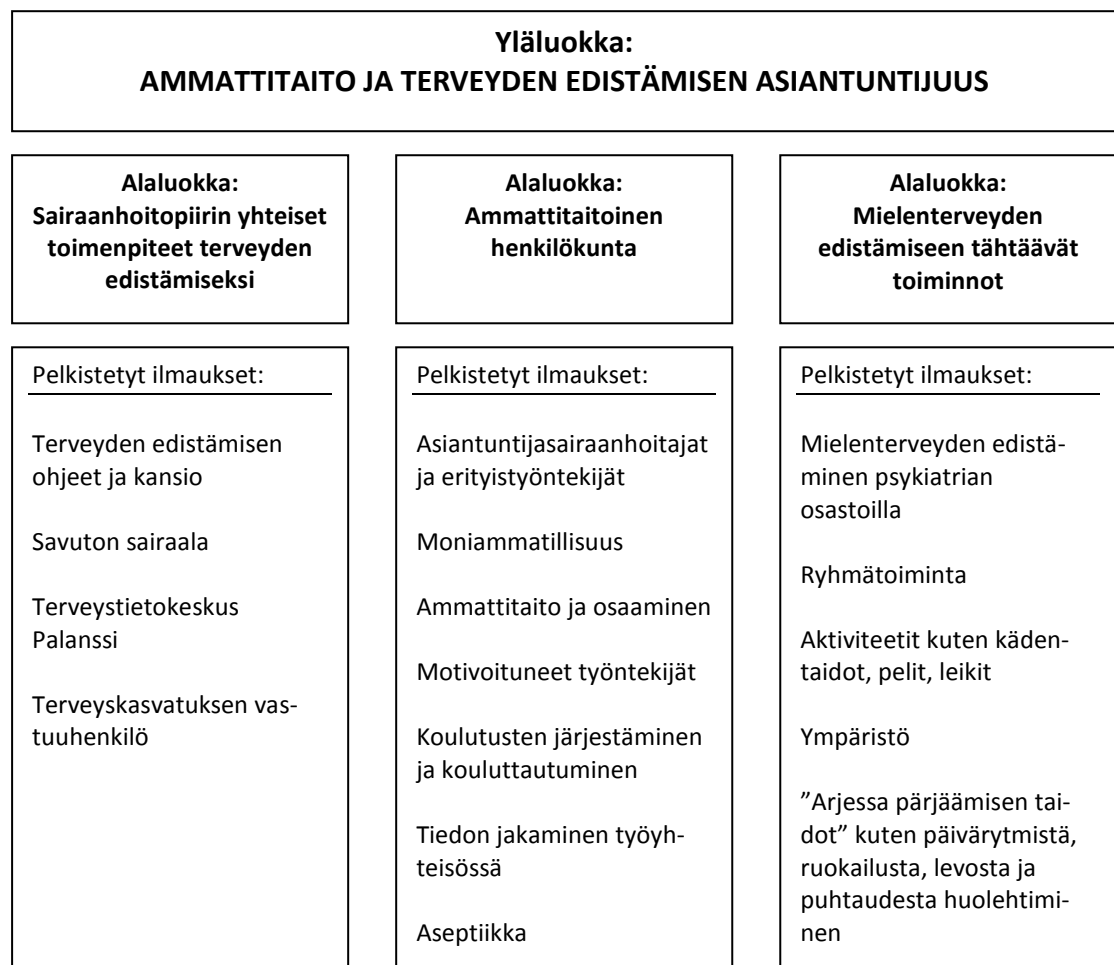 Yläluokka:
AMMATTITAITO JA TERVEYDEN EDISTÄMISEN ASIANTUNTIJUUS
Alaluokka:
Sairaanhoitopiirin yhteiset
toimenpiteet terveyden
edistämiseksi
Pelkistetyt ilmaukset:
Terveyden edistämisen
ohjeet ja kansio
Savuton sairaala
Terveystietokeskus
Palanssi
Terveyskasvatuksen vas-
tuuhenkilö
Alaluokka:
Ammattitaitoinen
henkilökunta
Pelkistetyt ilmaukset:
Asiantuntijasairaanhoitajat
ja erityistyöntekijät
Moniammatillisuus
Ammattitaito ja osaaminen
Motivoituneet työntekijät
Koulutusten järjestäminen
ja kouluttautuminen
Tiedon jakaminen työyh-
teisössä
Aseptiikka
Alaluokka:
Mielenterveyden
edistämiseen tähtäävät
toiminnot
Pelkistetyt ilmaukset:
Mielenterveyden edistä-
minen psykiatrian
osastoilla
Ryhmätoiminta
Aktiviteetit kuten käden-
taidot, pelit, leikit
Ympäristö
”Arjessa pärjäämisen tai-
dot” kuten päivärytmistä,
ruokailusta, levosta ja
puhtaudesta huolehtimi-
nen